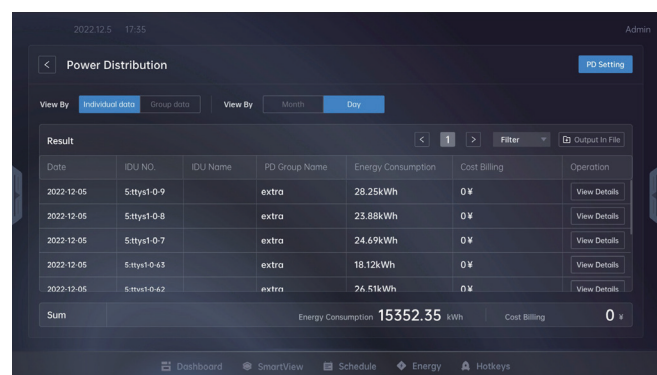 2022.12.5 17:35 Admin
< Power Distribution PD Setting
View By Individual data Group data View By Month Day
Result < 1 > Filter Output In File
Date IDU NO. IDU Name PD Group Name Energy Consumption Cost Billing Operation
2022-12-05 5:ttys1-0-9 extra 28.25kWh 0¥ View Details
2022-12-05 5:ttys1-0-8 extra 23.88kWh 0¥ View Details
2022-12-05 5:ttys1-0-7 extra 24.69kWh 0¥ View Details
2022-12-05 5:ttys1-0-63 extra 18.12kWh 0¥ View Details
2022-12-05 5:ttys1-0-62 extra 26.51kWh 0¥ View Details
Sum Energy Consumption 15352.35 kWh Cost Billing 0 ¥
Dashboard SmartView Schedule Energy Hotkeys